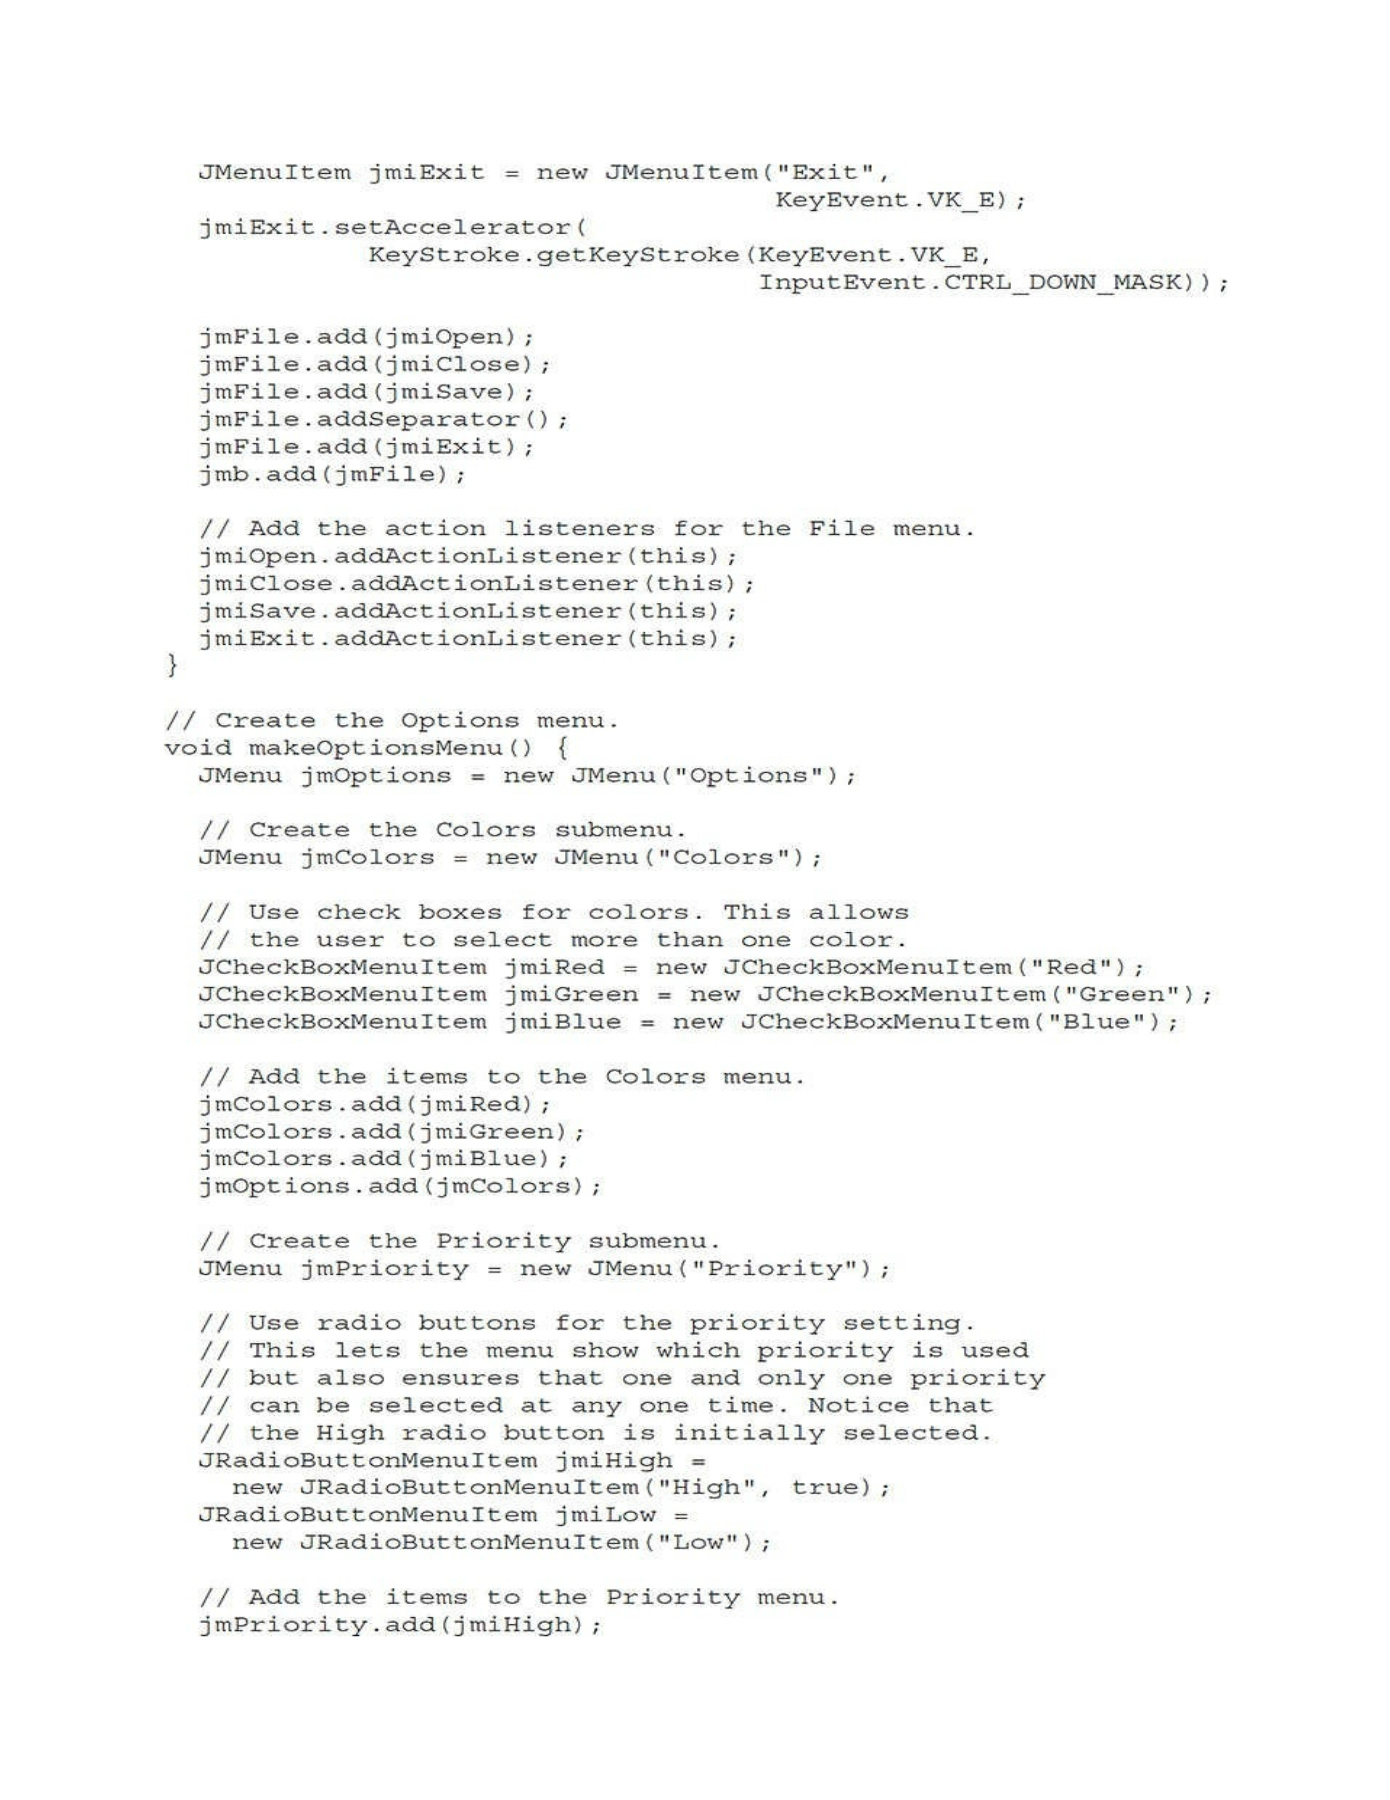 JMenuItem jmiExit = new JMenuItem("Exit",
KeyEvent.VK_E);
jmiExit.setAccelerator(
KeyStroke.getKeyStroke(KeyEvent.VK_E,
InputEvent.CTRL_DOWN_MASK));
jmFile.add(jmiOpen);
jmFile.add(jmiClose);
jmFile.add(jmiSave);
jmFile.addSeparator();
jmFile.add(jmiExit);
jmb.add(jmFile);
// Add the action listeners for the File menu.
jmiOpen.addActionListener(this);
jmiClose.addActionListener(this);
jmiSave.addActionListener(this);
jmiExit.addActionListener(this);
}
// Create the Options menu.
void makeOptionsMenu() {
JMenu jmOptions = new JMenu("Options");
// Create the Colors submenu.
JMenu jmColors = new JMenu("Colors");
// Use check boxes for colors. This allows
// the user to select more than one color.
JCheckBoxMenuItem jmiRed = new JCheckBoxMenuItem("Red");
JCheckBoxMenuItem jmiGreen = new JCheckBoxMenuItem("Green");
JCheckBoxMenuItem jmiBlue = new JCheckBoxMenuItem("Blue");
// Add the items to the Colors menu.
jmColors.add(jmiRed);
jmColors.add(jmiGreen);
jmColors.add(jmiBlue);
jmOptions.add(jmColors);
// Create the Priority submenu.
JMenu jmPriority = new JMenu("Priority");
// Use radio buttons for the priority setting.
// This lets the menu show which priority is used
// but also ensures that one and only one priority
// can be selected at any one time. Notice that
// the High radio button is initially selected.
JRadioButtonMenuItem jmiHigh =
new JRadioButtonMenuItem("High", true);
JRadioButtonMenuItem jmiLow =
new JRadioButtonMenuItem("Low");
// Add the items to the Priority menu.
jmPriority.add(jmiHigh);